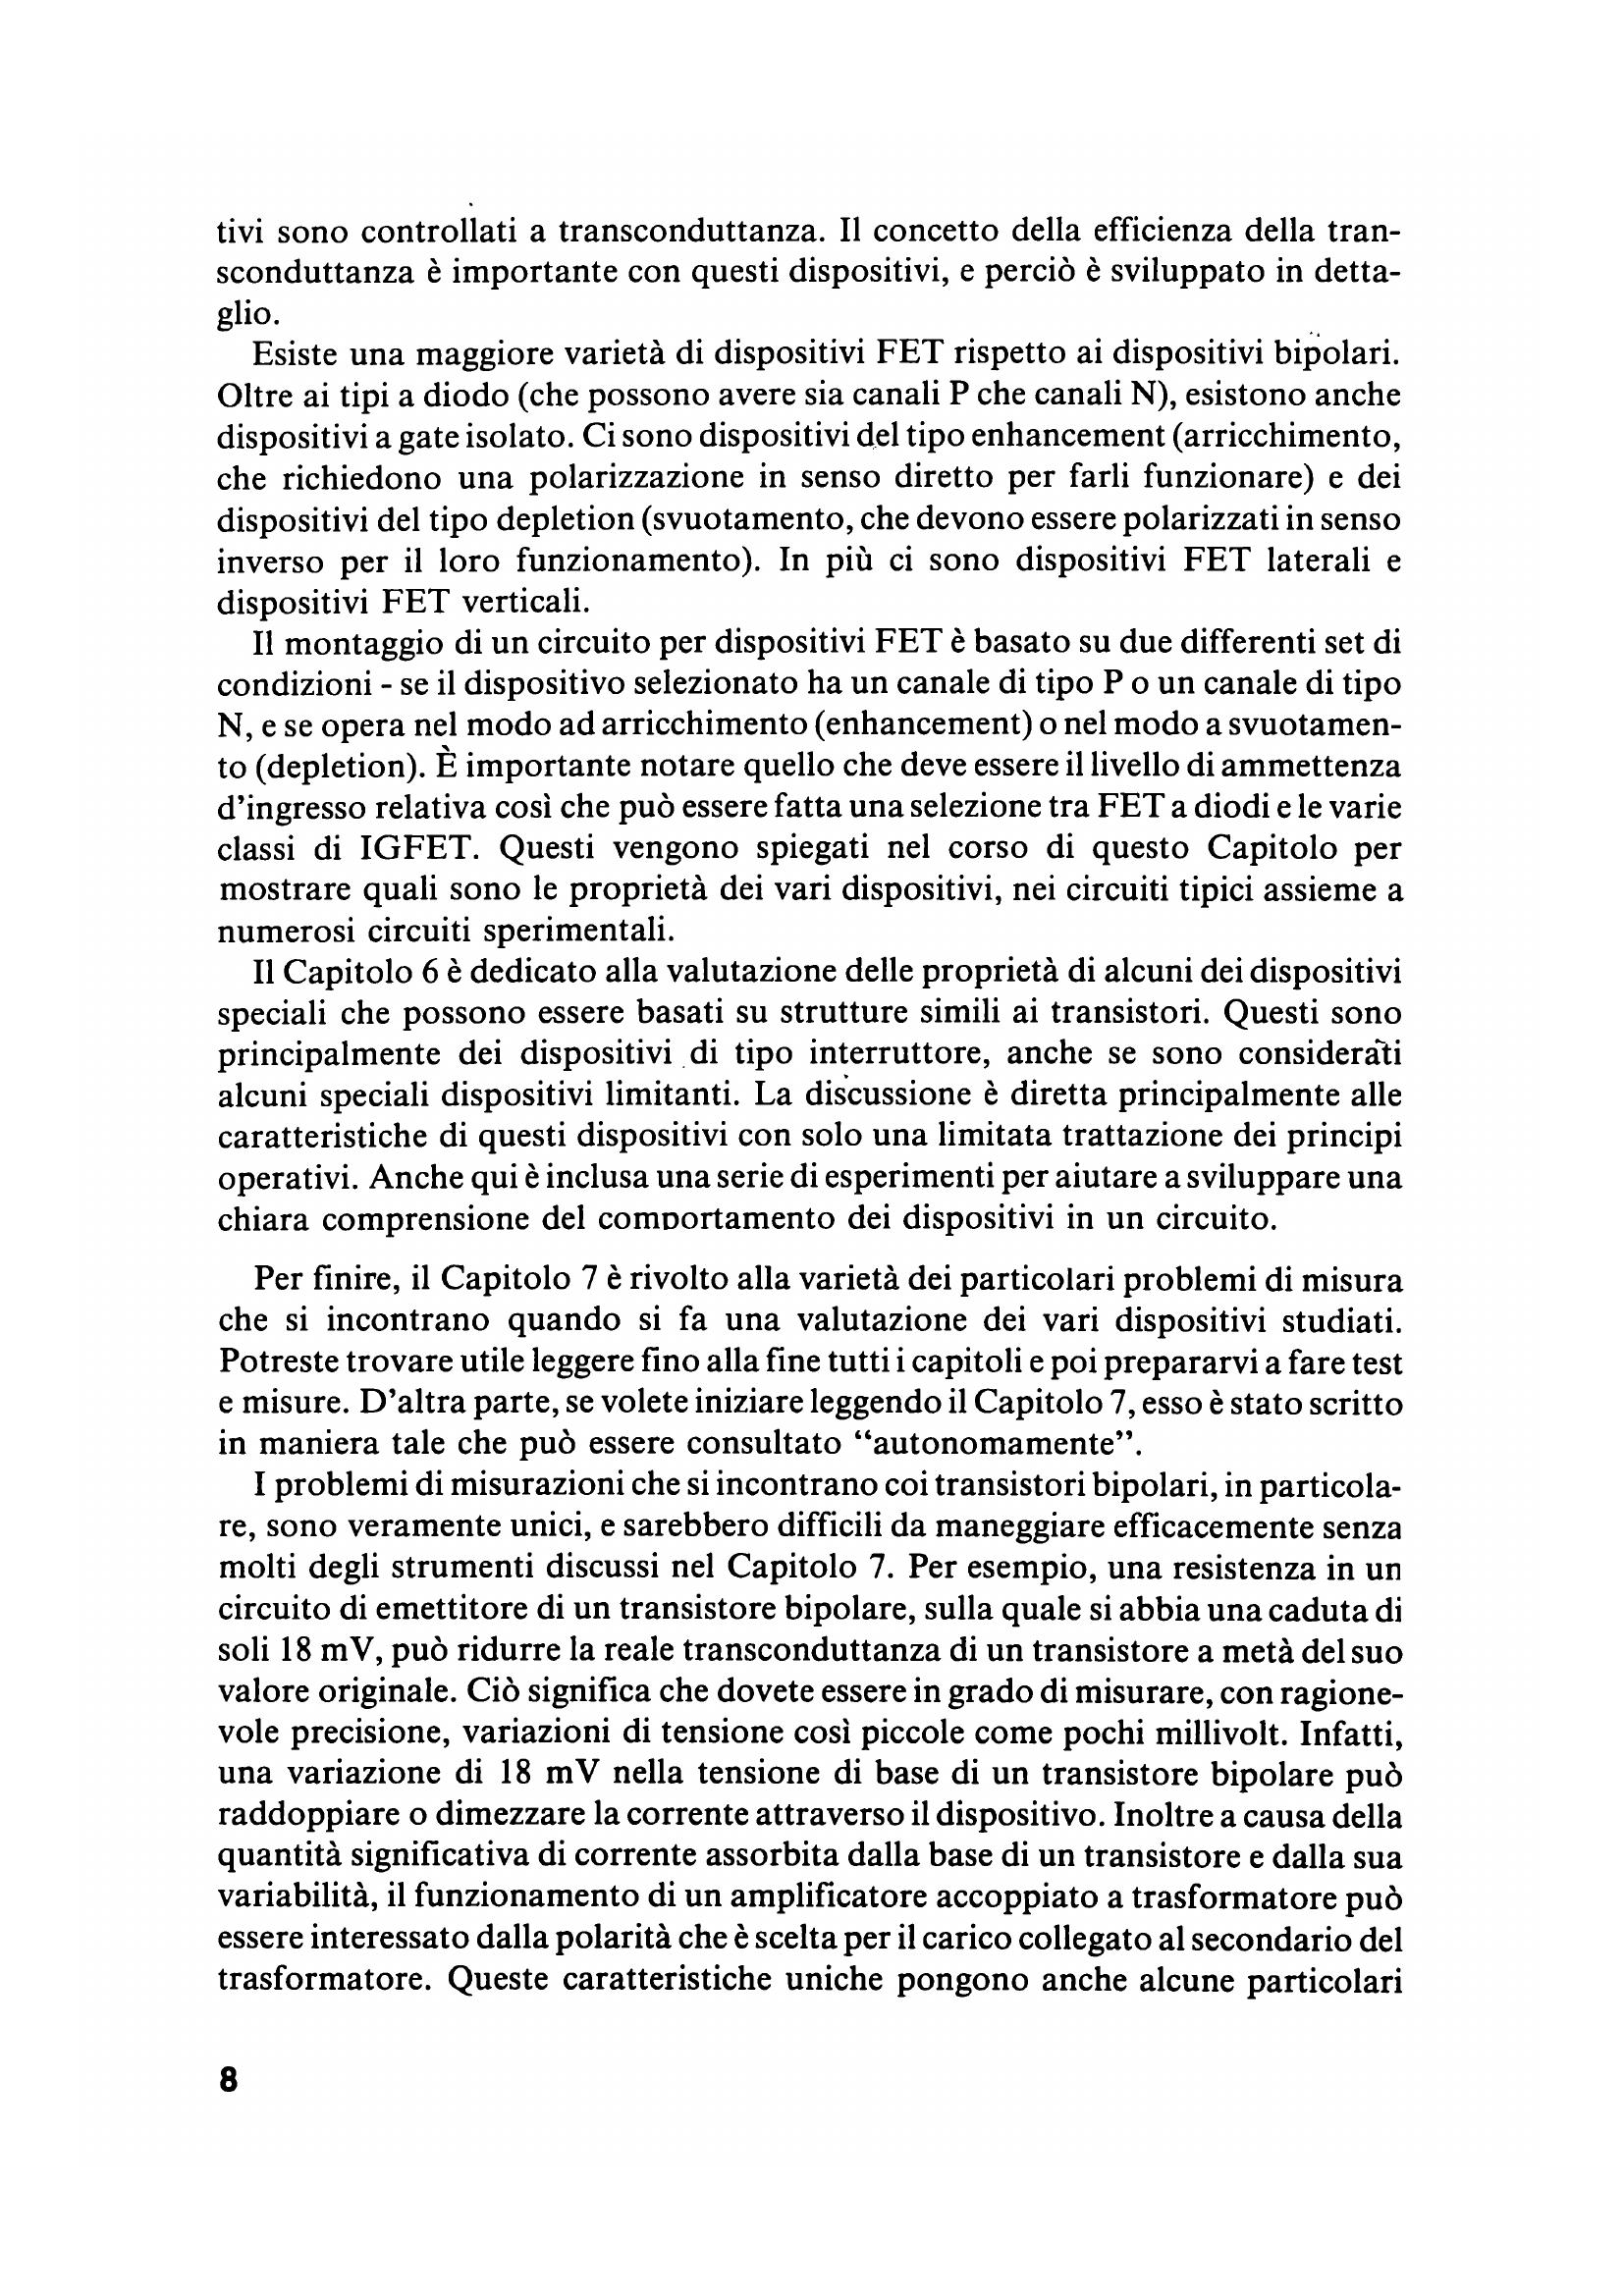 tivi sono controllati a transconduttanza. Il concetto della efficienza della tran-
sconduttanza è importante con questi dispositivi, e perciò è sviluppato in detta-
glio.
Esiste una maggiore varietà di dispositivi FET rispetto ai dispositivi bipolari.
Oltre ai tipi a diodo (che possono avere sia canali P che canali N), esistono anche
dispositivi a gate isolato. Ci sono dispositivi del tipo enhancement (arricchimento,
che richiedono una polarizzazione in senso diretto per farli funzionare) e dei
dispositivi del tipo depletion (svuotamento, che devono essere polarizzati in senso
inverso per il loro funzionamento). In più ci sono dispositivi FET laterali e
dispositivi FET verticali.
Il montaggio di un circuito per dispositivi FET è basato su due differenti set di
condizioni - se il dispositivo selezionato ha un canale di tipo P o un canale di tipo
N, e se opera nel modo ad arricchimento (enhancement) o nel modo a svuotamen-
to (depletion). È importante notare quello che deve essere il livello di ammettenza
d'ingresso relativa così che può essere fatta una selezione tra FET a diodi e le varie
classi di IGFET. Questi vengono spiegati nel corso di questo Capitolo per
mostrare quali sono le proprietà dei vari dispositivi, nei circuiti tipici assieme a
numerosi circuiti sperimentali.
Il Capitolo 6 è dedicato alla valutazione delle proprietà di alcuni dei dispositivi
speciali che possono essere basati su strutture simili ai transistori. Questi sono
principalmente dei dispositivi di tipo interruttore, anche se sono considerati
alcuni speciali dispositivi limitanti. La discussione è diretta principalmente alle
caratteristiche di questi dispositivi con solo una limitata trattazione dei principi
operativi. Anche qui è inclusa una serie di esperimenti per aiutare a sviluppare una
chiara comprensione del comportamento dei dispositivi in un circuito.
Per finire, il Capitolo 7 è rivolto alla varietà dei particolari problemi di misura
che si incontrano quando si fa una valutazione dei vari dispositivi studiati.
Potreste trovare utile leggere fino alla fine tutti i capitoli e poi prepararvi a fare test
e misure. D'altra parte, se volete iniziare leggendo il Capitolo 7, esso è stato scritto
in maniera tale che può essere consultato “autonomamente”.
I problemi di misurazioni che si incontrano coi transistori bipolari, in particola-
re, sono veramente unici, e sarebbero difficili da maneggiare efficacemente senza
molti degli strumenti discussi nel Capitolo 7. Per esempio, una resistenza in un
circuito di emettitore di un transistore bipolare, sulla quale si abbia una caduta di
soli 18 mV, può ridurre la reale transconduttanza di un transistore a metà del suo
valore originale. Ciò significa che dovete essere in grado di misurare, con ragione-
vole precisione, variazioni di tensione così piccole come pochi millivolt. Infatti,
una variazione di 18 mV nella tensione di base di un transistore bipolare può
raddoppiare o dimezzare la corrente attraverso il dispositivo. Inoltre a causa della
quantità significativa di corrente assorbita dalla base di un transistore e dalla sua
variabilità, il funzionamento di un amplificatore accoppiato a trasformatore può
essere interessato dalla polarità che è scelta per il carico collegato al secondario del
trasformatore. Queste caratteristiche uniche pongono anche alcune particolari
8